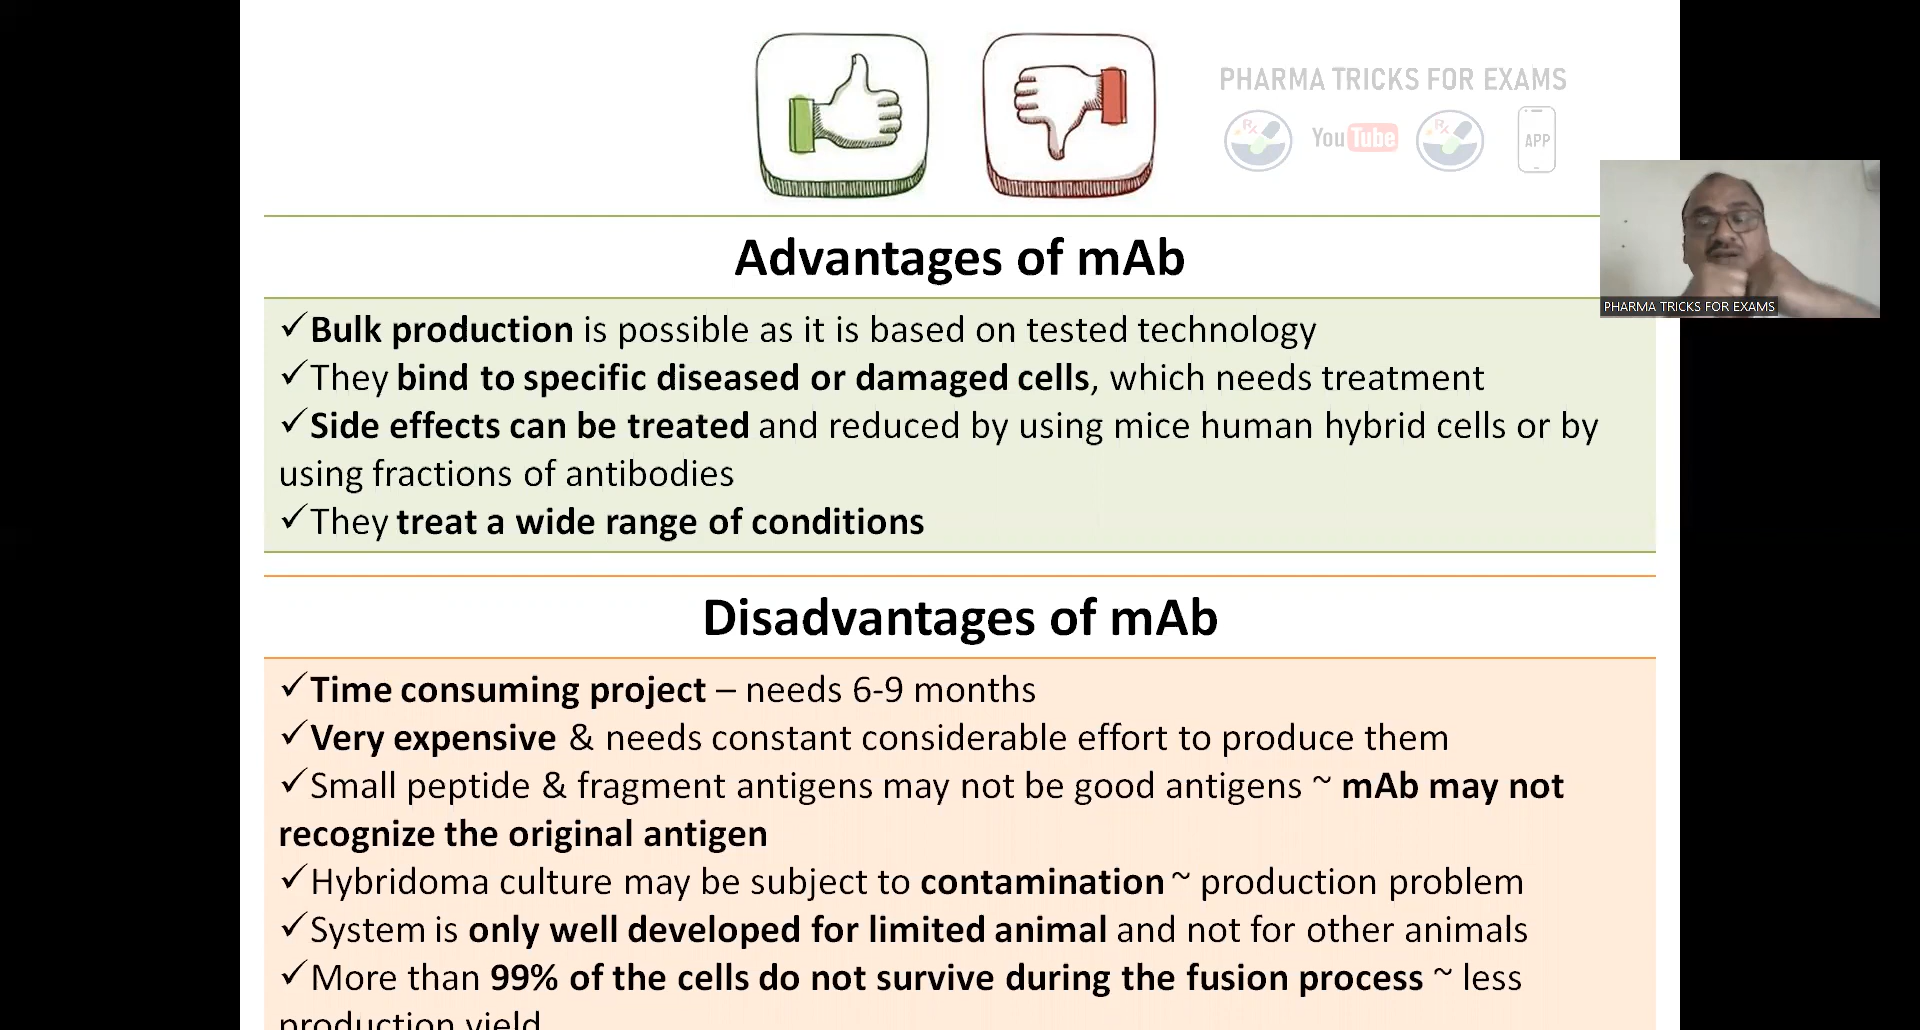 PHARMA TRICKS FOR EXAMS
Rx
YouTube
Rx
APP
PHARMA TRICKS FOR EXAMS
Advantages of mAb
✓Bulk production is possible as it is based on tested technology
✓They bind to specific diseased or damaged cells, which needs treatment
✓Side effects can be treated and reduced by using mice human hybrid cells or by
using fractions of antibodies
✓They treat a wide range of conditions
Disadvantages of mAb
✓Time consuming project – needs 6-9 months
✓Very expensive & needs constant considerable effort to produce them
✓Small peptide & fragment antigens may not be good antigens ~ mAb may not
recognize the original antigen
✓Hybridoma culture may be subject to contamination ~ production problem
✓System is only well developed for limited animal and not for other animals
✓More than 99% of the cells do not survive during the fusion process ~ less
production yield